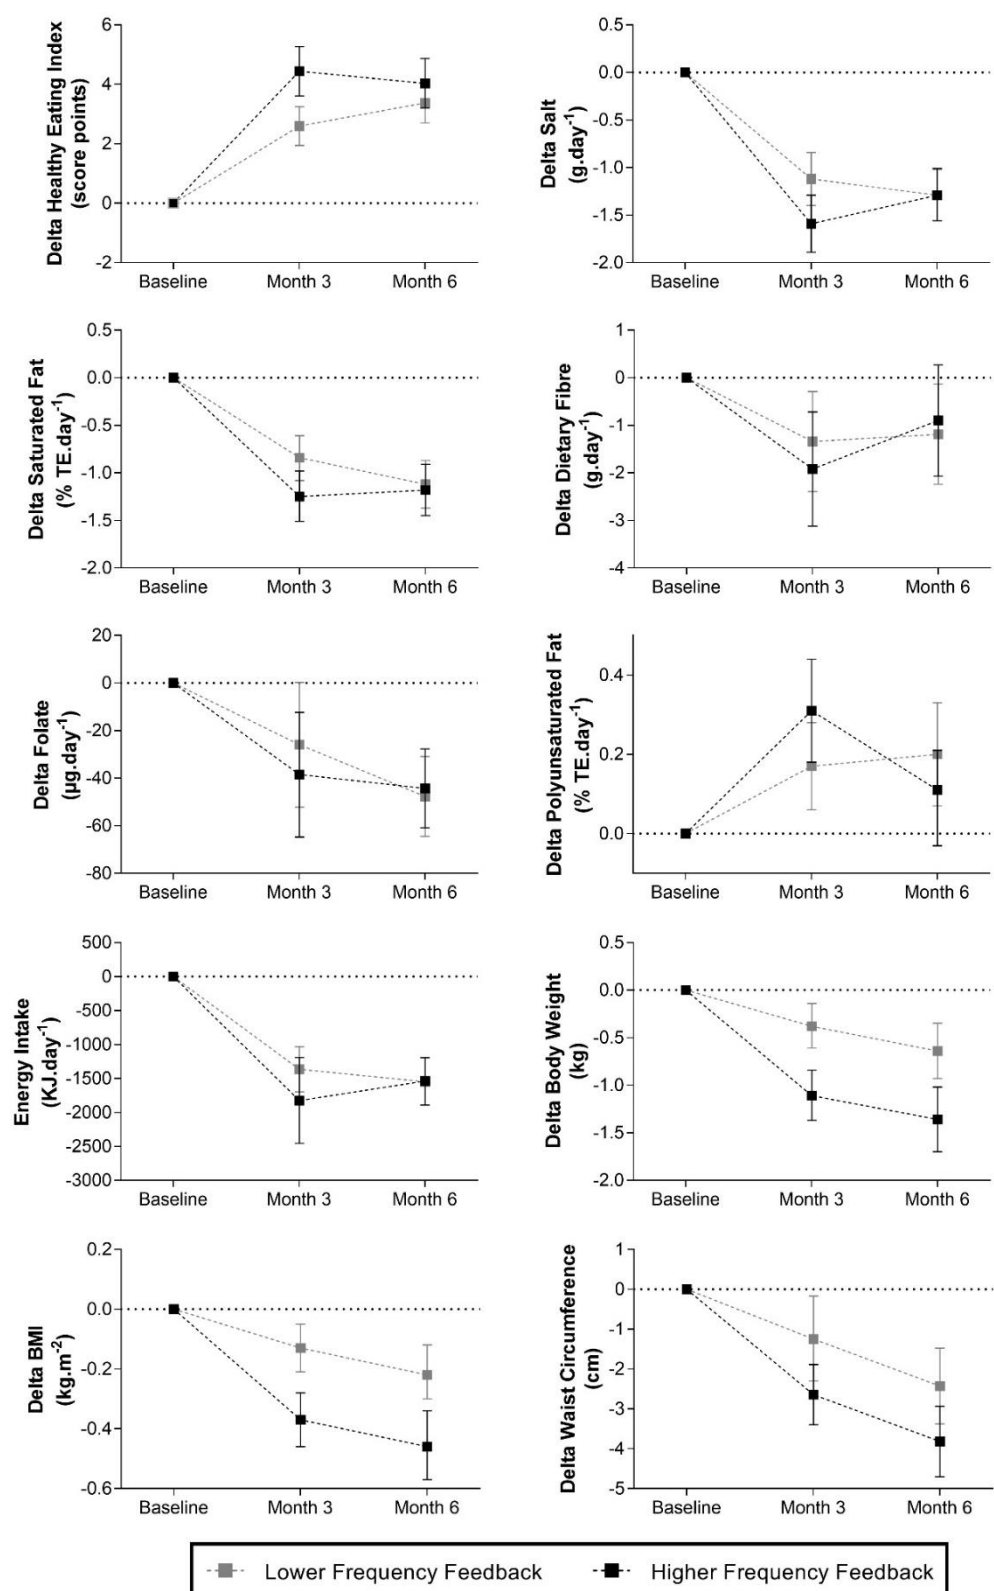 Delta Healthy Eating Index
(score points)
6
4
2
0
-2
Baseline Month 3 Month 6
Delta Salt
(g.day-1)
0.0
-0.5
-1.0
-1.5
-2.0
Baseline Month 3 Month 6
Delta Saturated Fat
(% TE.day-1)
0.5
0.0
-0.5
-1.0
-1.5
-2.0
Baseline Month 3 Month 6
Delta Dietary Fibre
(g.day-1)
1
0
-1
-2
-3
-4
Baseline Month 3 Month 6
Delta Folate
(µg.day-1)
20
0
-20
-40
-60
-80
Baseline Month 3 Month 6
Delta Polyunsaturated Fat
(% TE.day-1)
0.4
0.2
0.0
Baseline Month 3 Month 6
Energy Intake
(KJ.day-1)
500
0
-500
-1000
-1500
-2000
-2500
-3000
Baseline Month 3 Month 6
Delta Body Weight
(kg)
0.5
0.0
-0.5
-1.0
-1.5
-2.0
Baseline Month 3 Month 6
Delta BMI
(kg.m-2)
0.2
0.0
-0.2
-0.4
-0.6
Baseline Month 3 Month 6
Delta Waist Circumference
(cm)
1
0
-1
-2
-3
-4
-5
Baseline Month 3 Month 6
Lower Frequency Feedback Higher Frequency Feedback